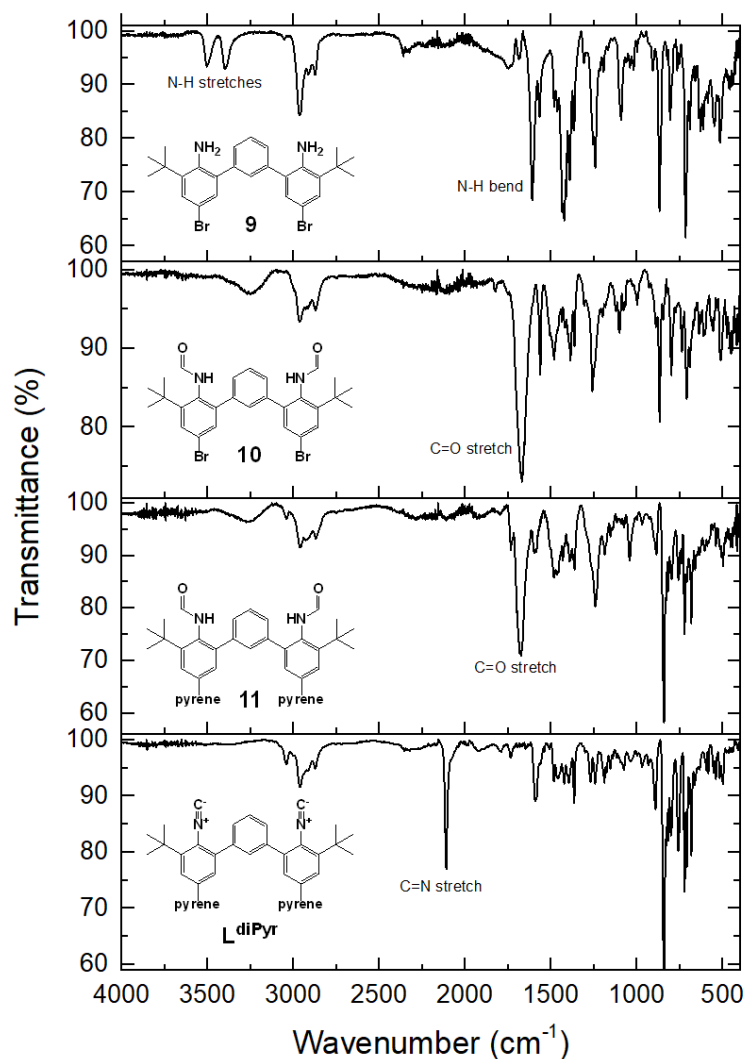 100
90
80
70
60
N-H stretches
NH2
NH2
Br
Br
9
N-H bend
100
90
80
O
O
NH
HN
Br
Br
10
C=O stretch
100
90
80
70
60
O
O
NH
HN
pyrene
pyrene
11
C=O stretch
100
90
80
70
60
C-
C-
N+
N+
pyrene
pyrene
LdiPyr
C=N stretch
4000 3500 3000 2500 2000 1500 1000 500
Wavenumber (cm-1)
Transmittance (%)